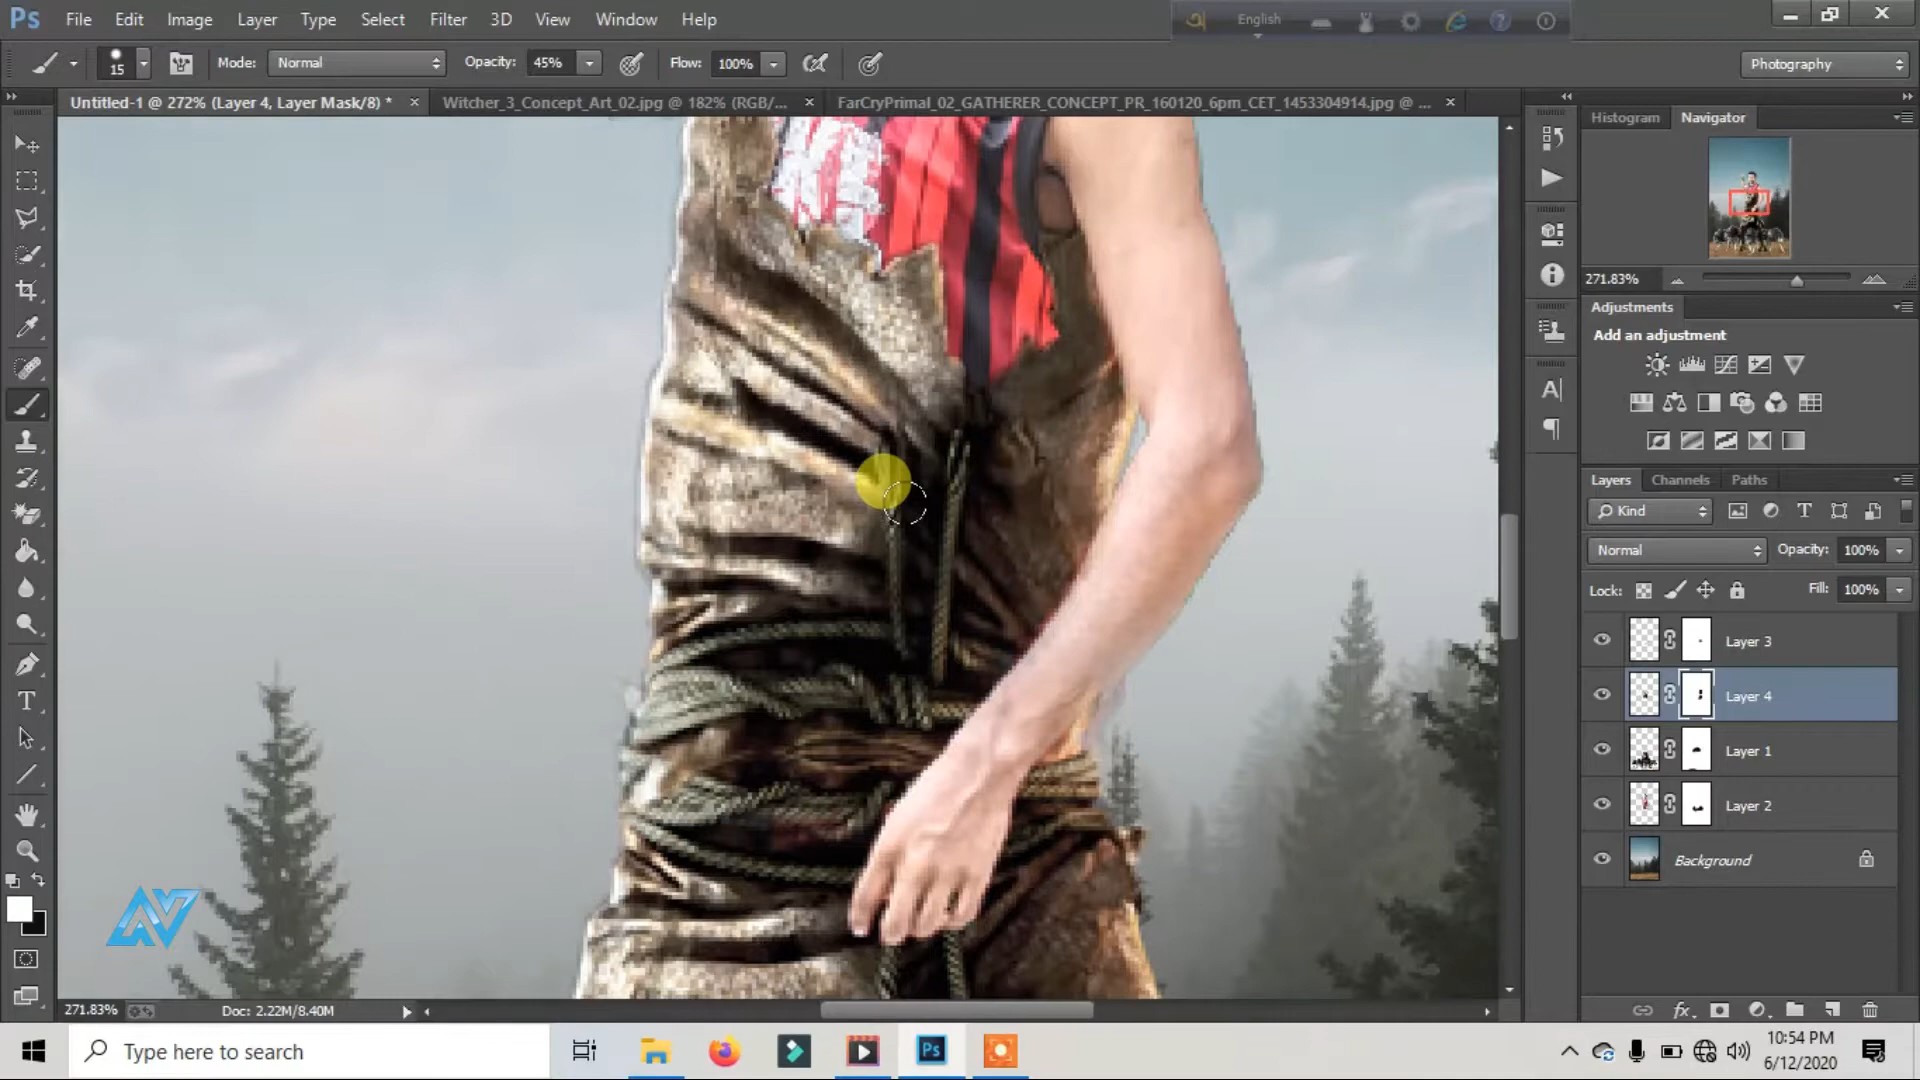 Ps File Edit Image Layer Type Select Filter 3D View Window Help
English
15 Mode: Normal Opacity: 45% Flow: 100% Photography
Untitled-1 @ 272% (Layer 4, Layer Mask/8) * × Witcher_3_Concept_Art_02.jpg @ 182% (RGB/... × FarCryPrimal_02_GATHERER_CONCEPT_PR_160120_6pm_CET_1453304914.jpg @ ... ×
Histogram Navigator
271.83%
Adjustments
Add an adjustment
Layers Channels Paths
Kind
Normal Opacity: 100%
Lock: Fill: 100%
Layer 3
Layer 4
Layer 1
Layer 2
Background
271.83% Doc: 2.22M/8.40M
Type here to search
Ps
10:54 PM
6/12/2020